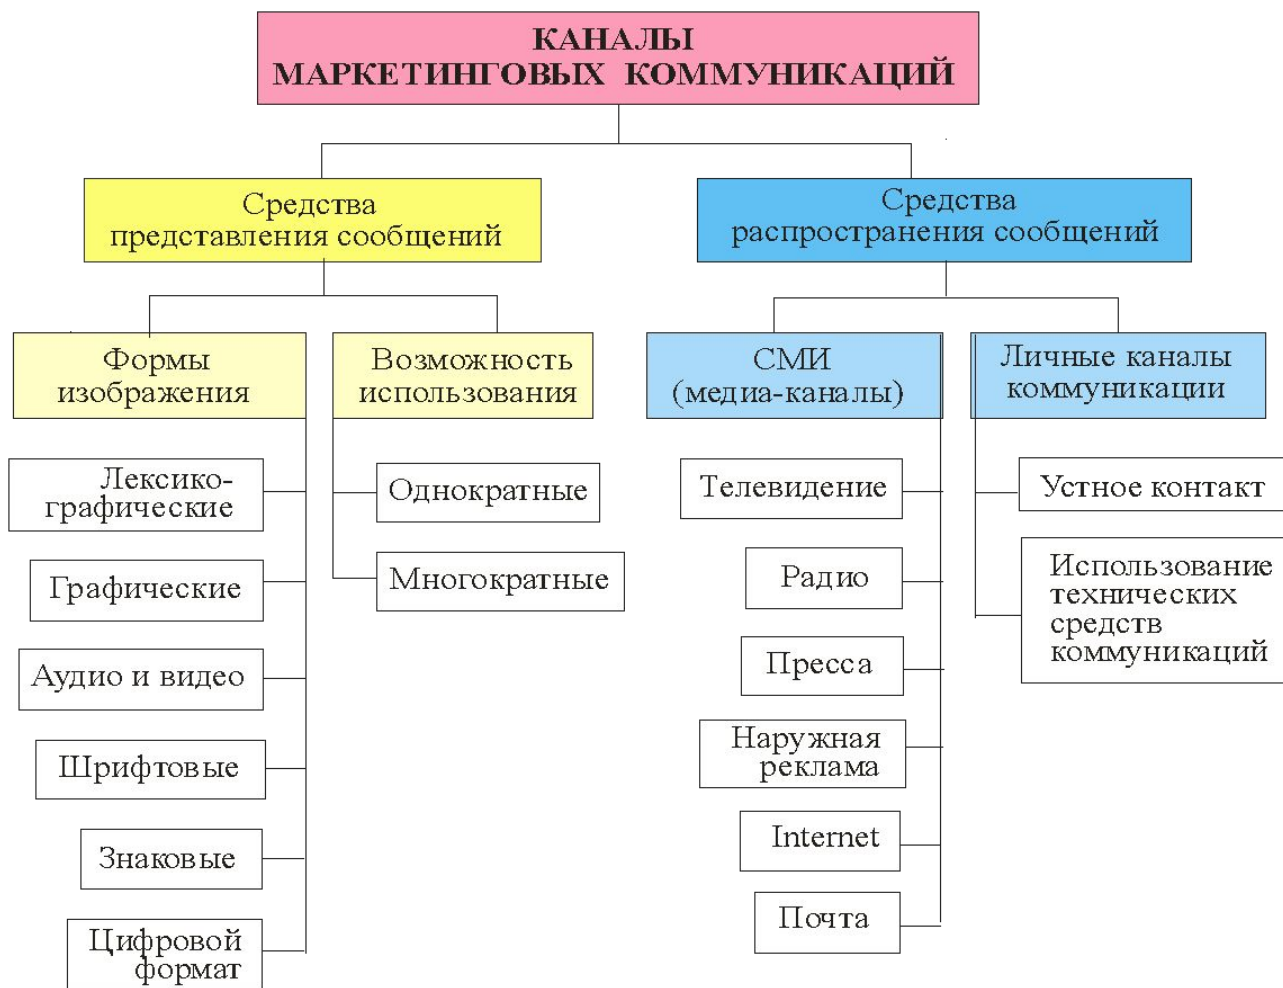 КАНАЛЫ
МАРКЕТИНГОВЫХ КОММУНИКАЦИЙ
Средства
представления сообщений
Средства
распространения сообщений
Формы
изображения
Возможность
использования
СМИ
(медиа-каналы)
Личные каналы
коммуникации
Лексико-
графические
Графические
Аудио и видео
Шрифтовые
Знаковые
Цифровой
формат
Однократные
Многократные
Телевидение
Радио
Пресса
Наружная
реклама
Internet
Почта
Устное контакт
Использование
технических
средств
коммуникаций